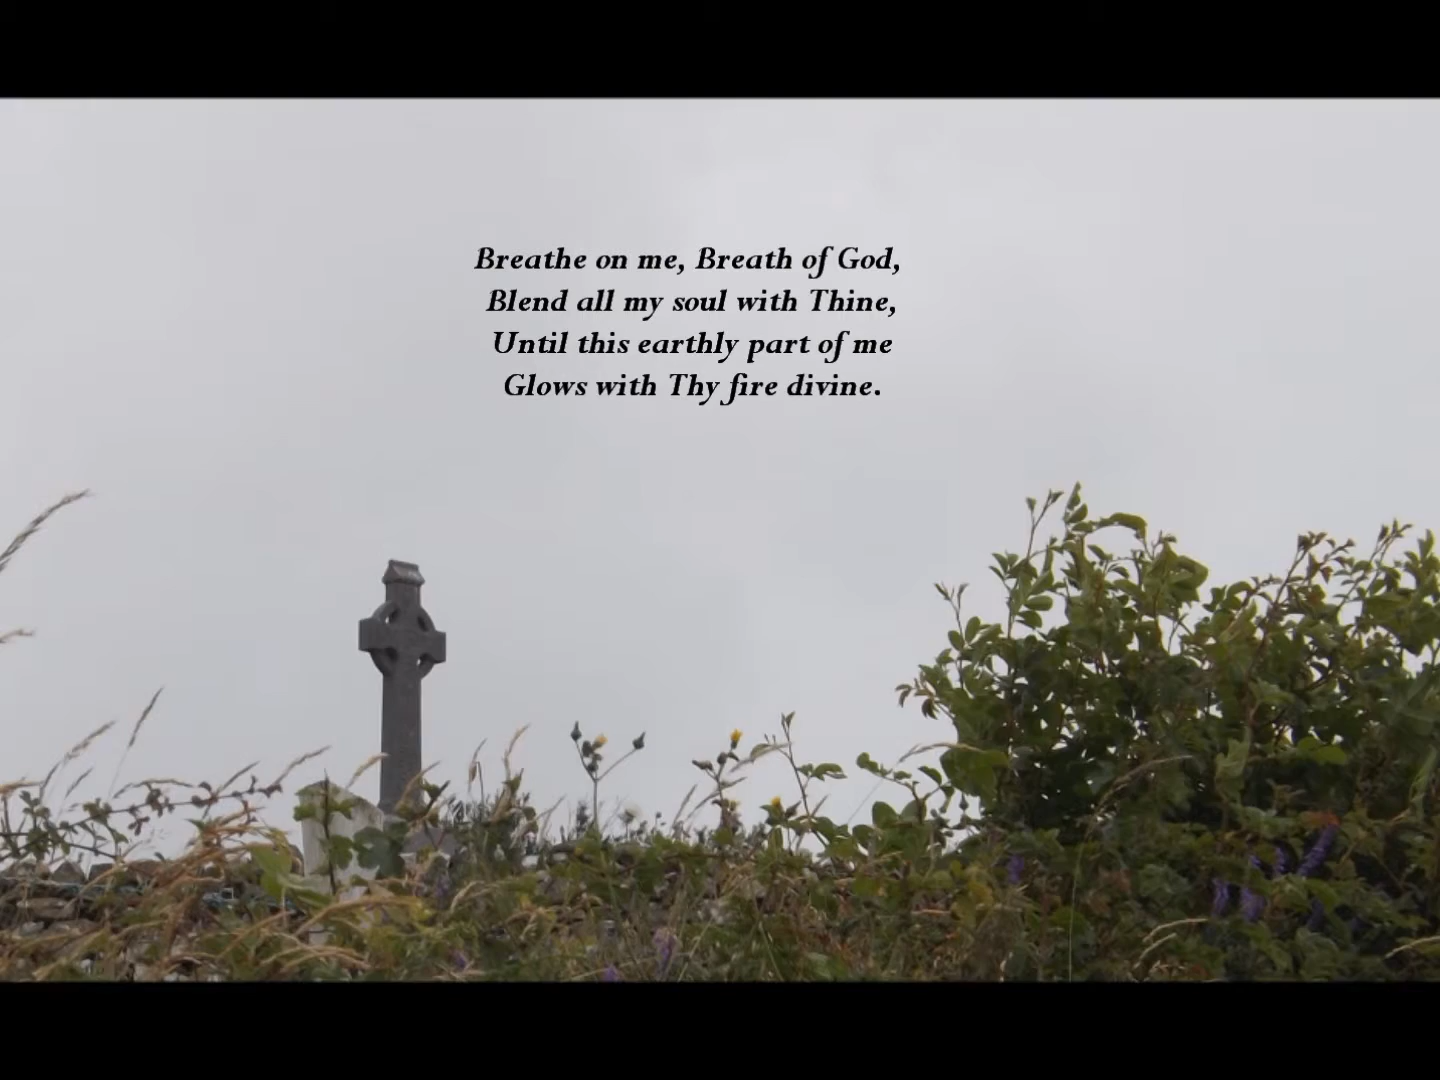 Breathe on me, Breath of God,
Blend all my soul with Thine,
Until this earthly part of me
Glows with Thy fire divine.